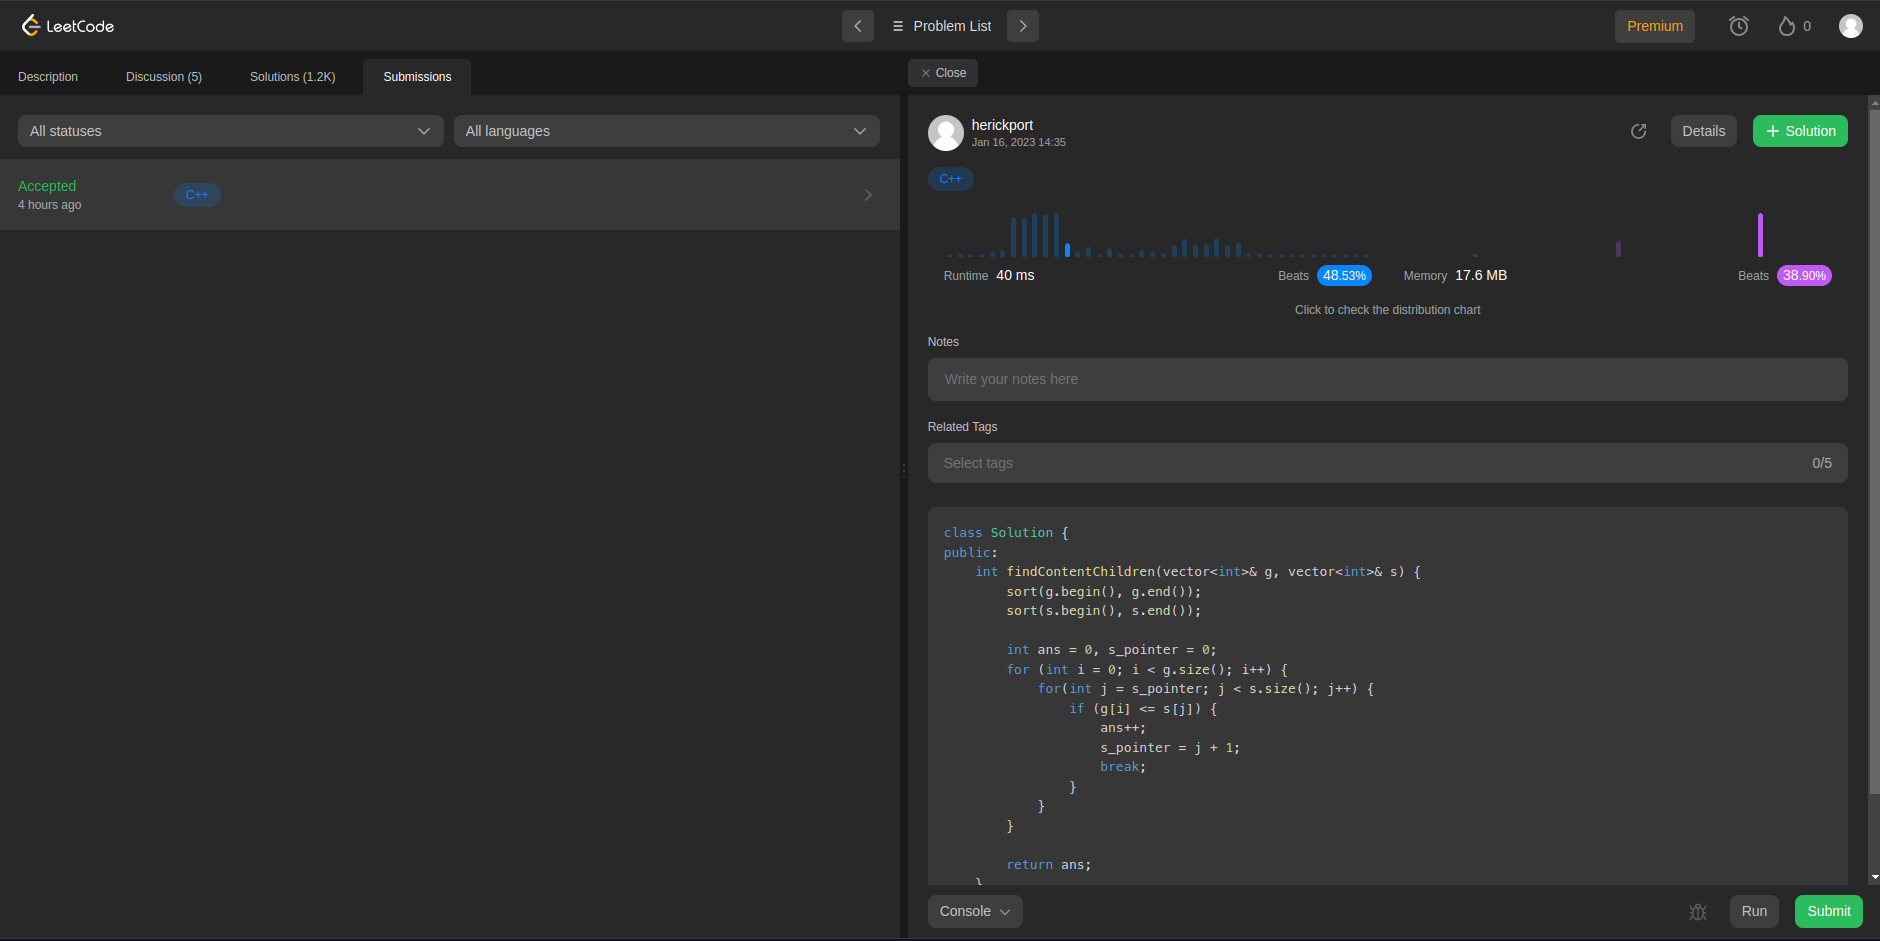 LeetCode
Problem List
Premium
0
Description
Discussion (5)
Solutions (1.2K)
Submissions
All statuses
All languages
Accepted
4 hours ago
C++
Close
herickport
Jan 16, 2023 14:35
Details
+ Solution
C++
Runtime 40 ms
Beats 48.53%
Memory 17.6 MB
Beats 38.90%
Click to check the distribution chart
Notes
Write your notes here
Related Tags
Select tags
0/5
class Solution {
public:
    int findContentChildren(vector<int>& g, vector<int>& s) {
        sort(g.begin(), g.end());
        sort(s.begin(), s.end());
        int ans = 0, s_pointer = 0;
        for (int i = 0; i < g.size(); i++) {
            for(int j = s_pointer; j < s.size(); j++) {
                if (g[i] <= s[j]) {
                    ans++;
                    s_pointer = j + 1;
                    break;
                }
            }
        }
        return ans;
    }
Console
Run
Submit